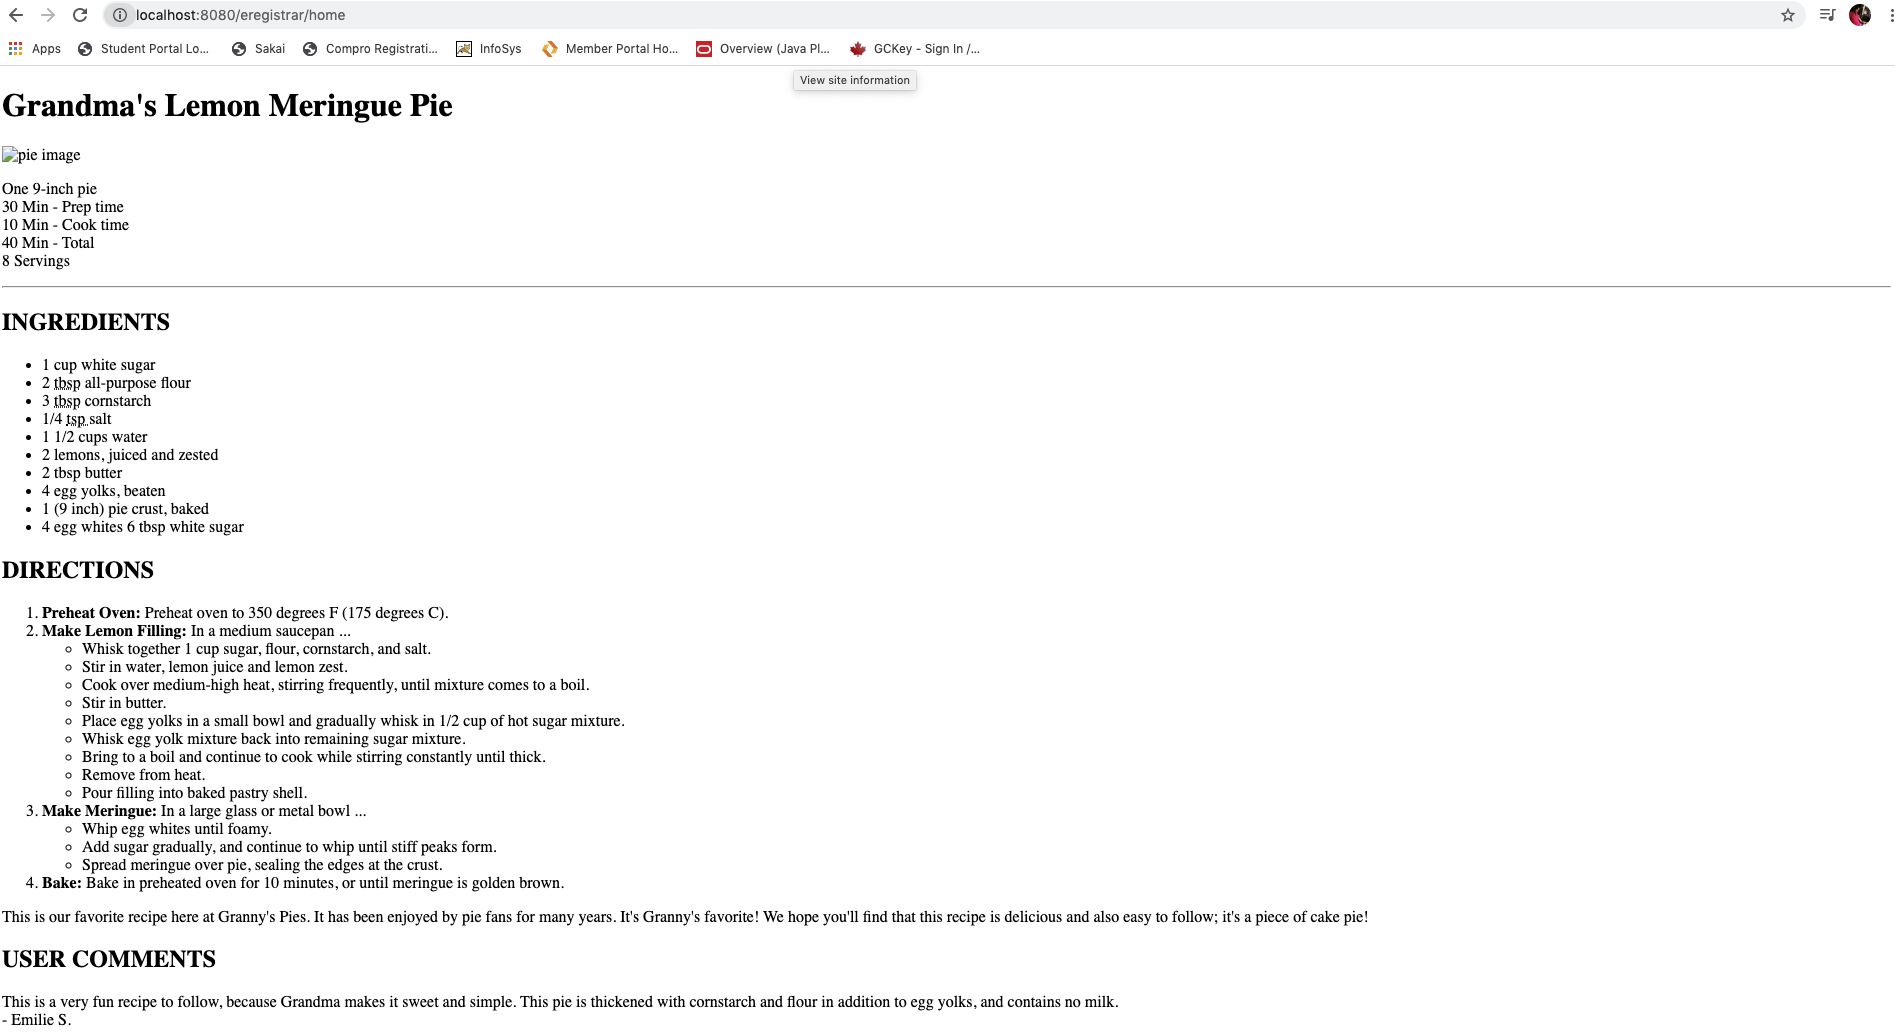 localhost:8080/eregistrar/home
Apps Student Portal Lo... Sakai Compro Registrati... InfoSys Member Portal Ho... Overview (Java Pl... GCKey - Sign In /...
View site information
Grandma's Lemon Meringue Pie
pie image
One 9-inch pie
30 Min - Prep time
10 Min - Cook time
40 Min - Total
8 Servings
INGREDIENTS
1 cup white sugar
2 tbsp all-purpose flour
3 tbsp cornstarch
1/4 tsp salt
1 1/2 cups water
2 lemons, juiced and zested
2 tbsp butter
4 egg yolks, beaten
1 (9 inch) pie crust, baked
4 egg whites 6 tbsp white sugar
DIRECTIONS
1. Preheat Oven: Preheat oven to 350 degrees F (175 degrees C).
2. Make Lemon Filling: In a medium saucepan ...
Whisk together 1 cup sugar, flour, cornstarch, and salt.
Stir in water, lemon juice and lemon zest.
Cook over medium-high heat, stirring frequently, until mixture comes to a boil.
Stir in butter.
Place egg yolks in a small bowl and gradually whisk in 1/2 cup of hot sugar mixture.
Whisk egg yolk mixture back into remaining sugar mixture.
Bring to a boil and continue to cook while stirring constantly until thick.
Remove from heat.
Pour filling into baked pastry shell.
3. Make Meringue: In a large glass or metal bowl ...
Whip egg whites until foamy.
Add sugar gradually, and continue to whip until stiff peaks form.
Spread meringue over pie, sealing the edges at the crust.
4. Bake: Bake in preheated oven for 10 minutes, or until meringue is golden brown.
This is our favorite recipe here at Granny's Pies. It has been enjoyed by pie fans for many years. It's Granny's favorite! We hope you'll find that this recipe is delicious and also easy to follow; it's a piece of cake pie!
USER COMMENTS
This is a very fun recipe to follow, because Grandma makes it sweet and simple. This pie is thickened with cornstarch and flour in addition to egg yolks, and contains no milk.
- Emilie S.